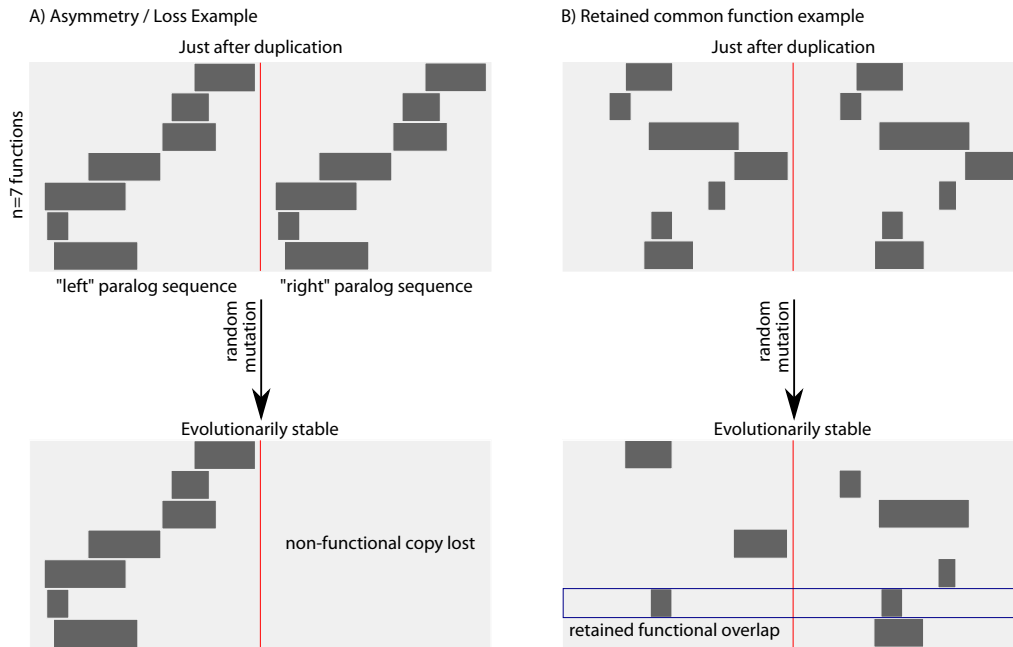 A) Asymmetry / Loss Example
Just after duplication
n=7 functions
"left" paralog sequence
"right" paralog sequence
random
mutation
Evolutionarily stable
non-functional copy lost
B) Retained common function example
Just after duplication
random
mutation
Evolutionarily stable
retained functional overlap